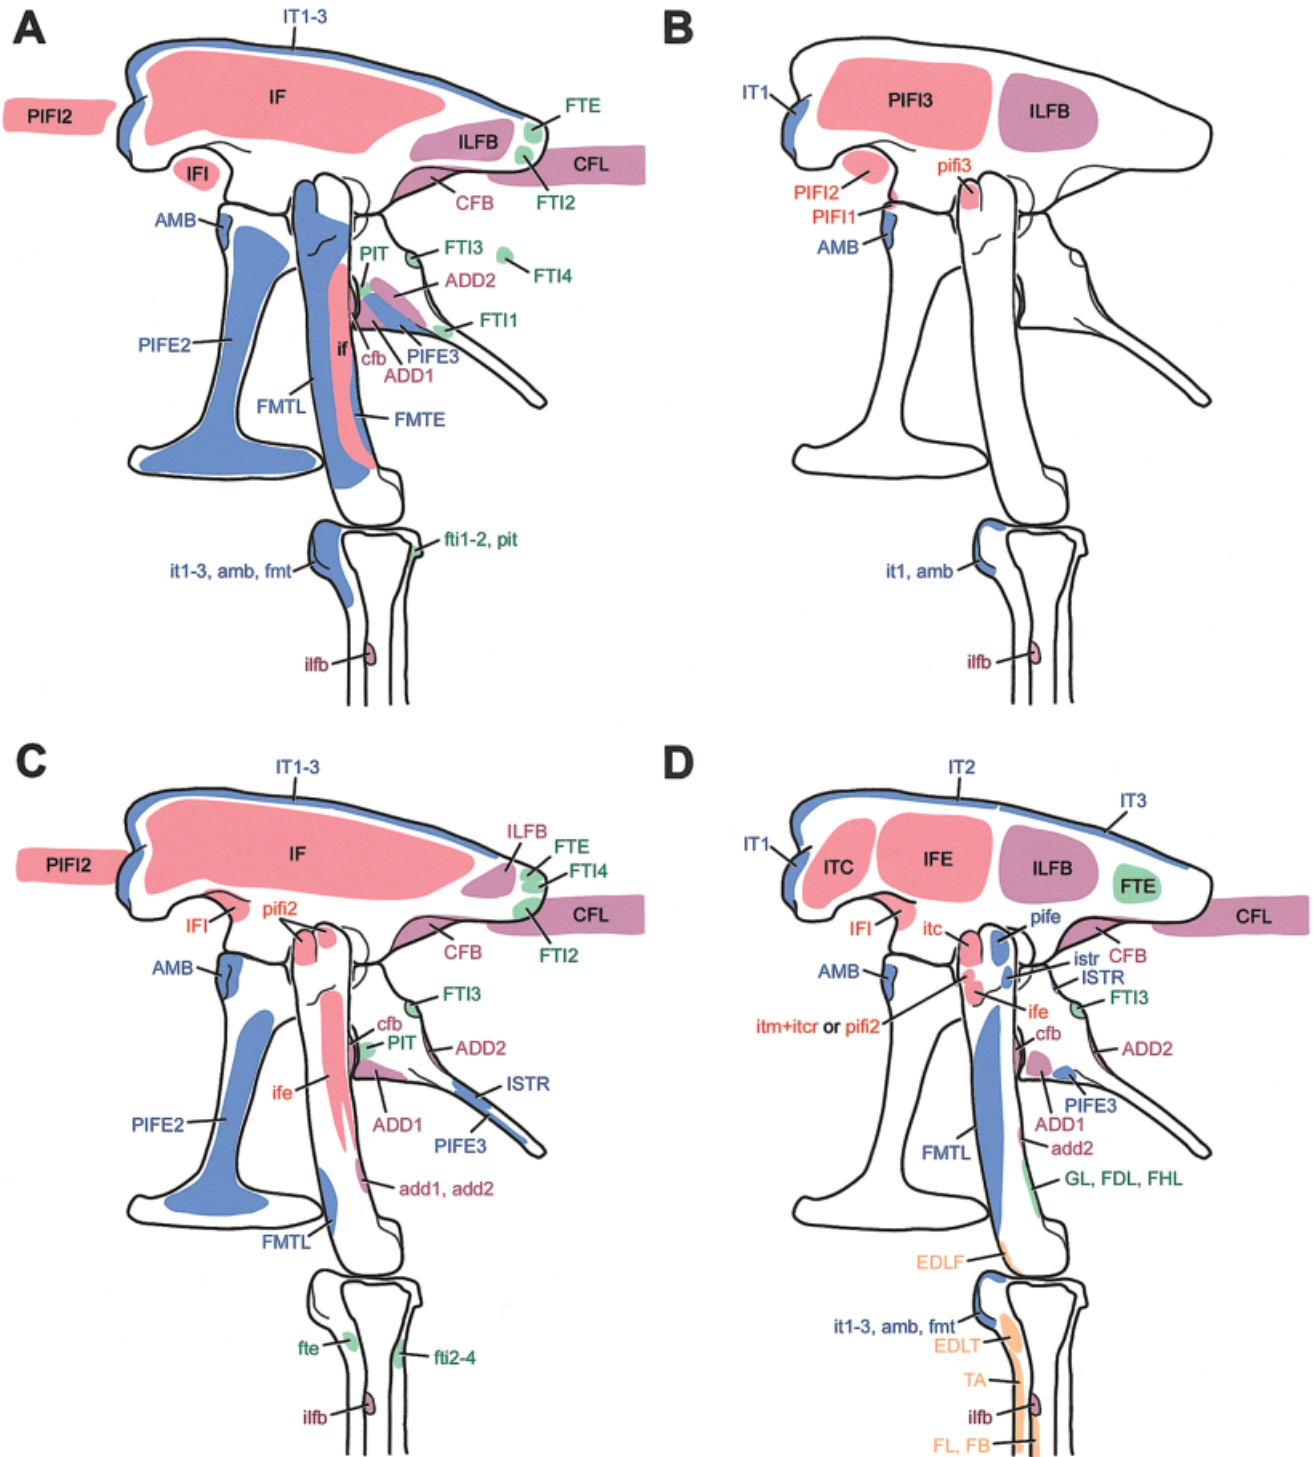 A
IT1-3
PIFI2
IF
FTE
ILFB
CFL
IFI
CFB
FTI2
AMB
PIT
FTI3
ADD2
FTI4
FTI1
PIFE2
if
cfb
PIFE3
ADD1
FMTL
FMTE
fti1-2, pit
it1-3, amb, fmt
ilfb
B
IT1
PIFI3
ILFB
pifi3
PIFI2
PIFI1
AMB
it1, amb
ilfb
C
IT1-3
ILFB
FTE
FTI4
PIFI2
IF
CFL
IFI
pifi2
CFB
FTI2
AMB
FTI3
cfb
PIT
ADD2
ife
ISTR
PIFE2
ADD1
PIFE3
add1, add2
FMTL
fte
fti2-4
ilfb
D
IT2
IT3
IT1
ITC
IFE
ILFB
FTE
CFL
IFI
itc
pife
CFB
istr
AMB
ISTR
FTI3
ife
itm+itcr or pifi2
cfb
ADD2
PIFE3
ADD1
FMTL
add2
GL, FDL, FHL
EDLF
it1-3, amb, fmt
EDLT
TA
ilfb
FL, FB